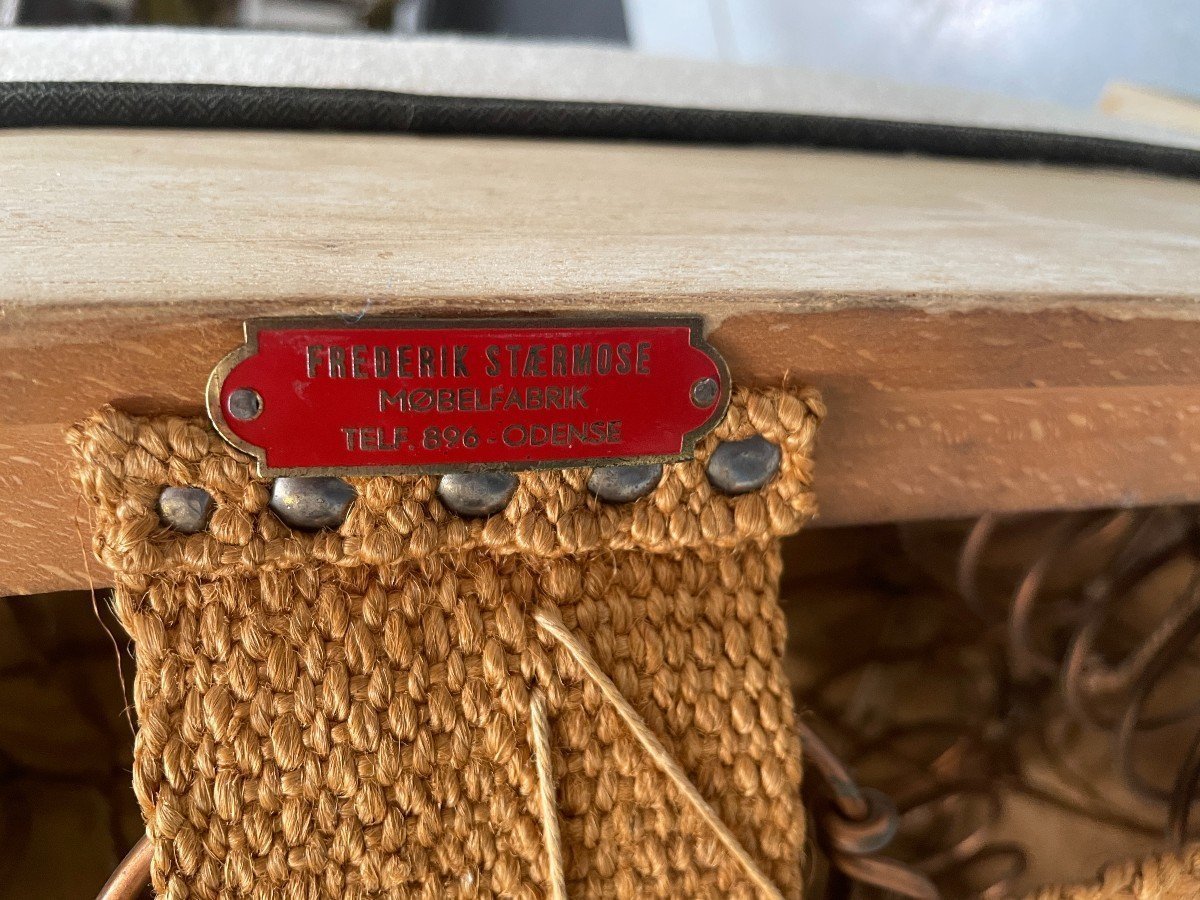 FREDERIK STÆRMOSE
MØBELFABRIK
TELF. 896 - ODENSE